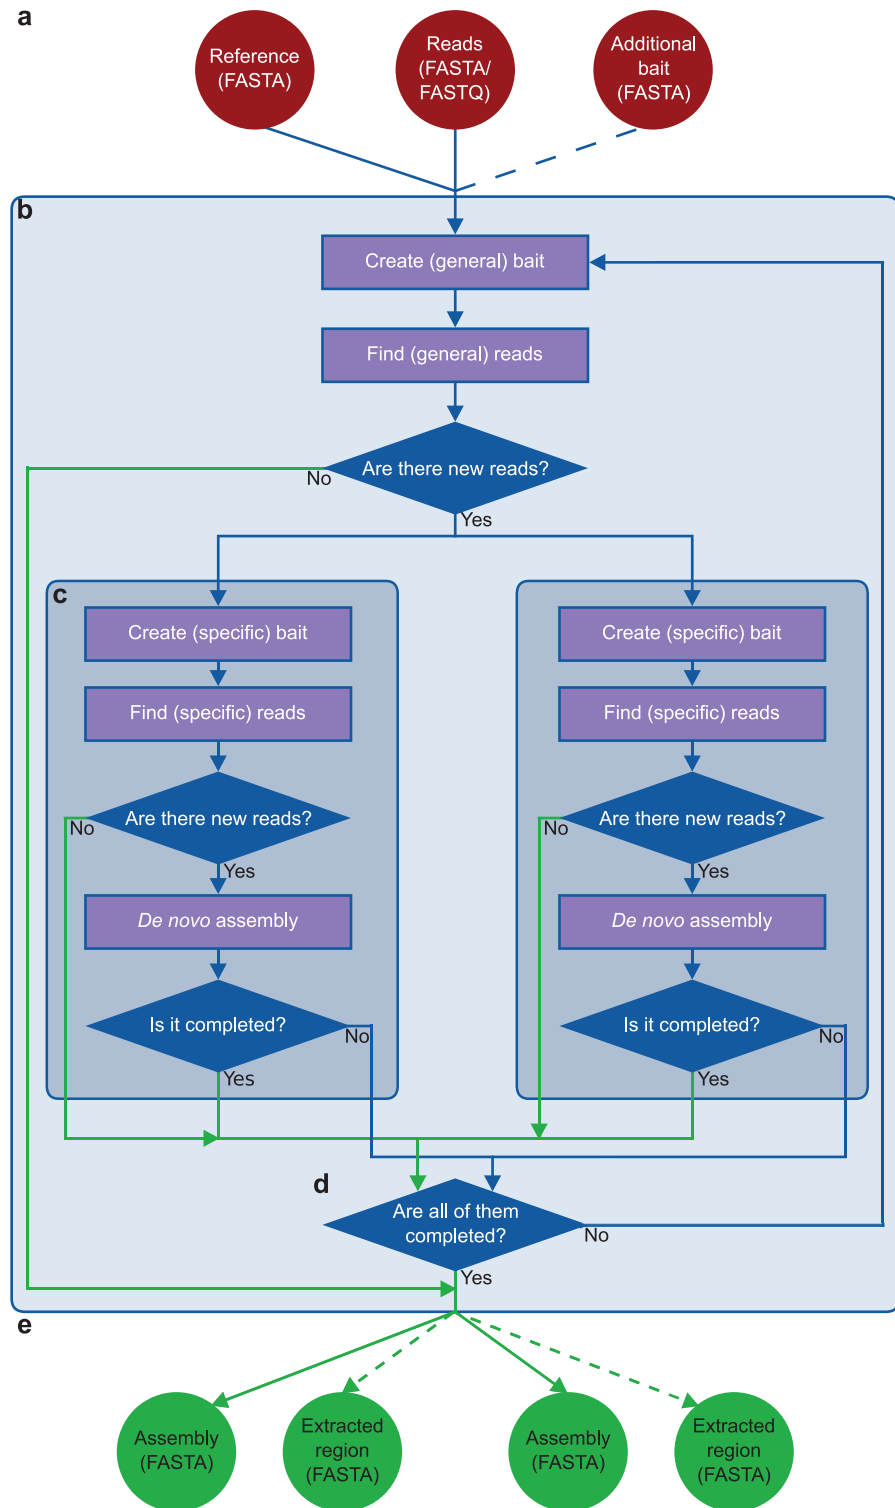 a
Reference
(FASTA)
Reads
(FASTA/
FASTQ)
Additional
bait
(FASTA)
b
Create (general) bait
Find (general) reads
Are there new reads?
No
Yes
c
Create (specific) bait
Find (specific) reads
Are there new reads?
No
Yes
De novo assembly
Is it completed?
No
Yes
Create (specific) bait
Find (specific) reads
Are there new reads?
No
Yes
De novo assembly
Is it completed?
No
Yes
d
Are all of them
completed?
No
Yes
e
Assembly
(FASTA)
Extracted
region
(FASTA)
Assembly
(FASTA)
Extracted
region
(FASTA)